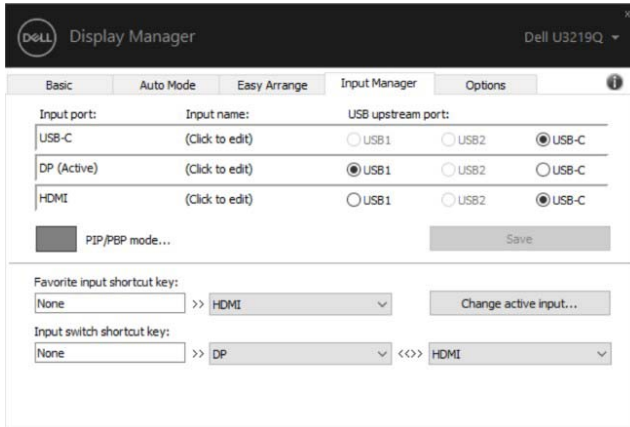 DELL Display Manager Dell U3219Q
Basic Auto Mode Easy Arrange Input Manager Options
Input port: Input name: USB upstream port:
USB-C (Click to edit) USB1 USB2 USB-C
DP (Active) (Click to edit) USB1 USB2 USB-C
HDMI (Click to edit) USB1 USB2 USB-C
PIP/PBP mode... Save
Favorite input shortcut key:
None >> HDMI Change active input...
Input switch shortcut key:
None >> DP <<>> HDMI